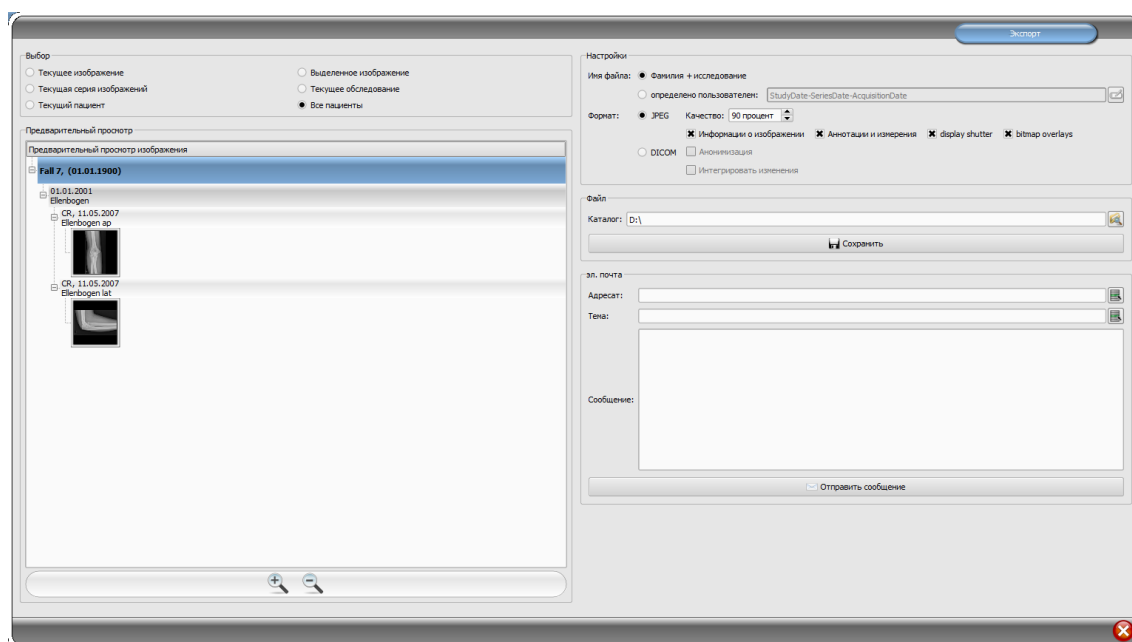 Экспорт
Выбор
Текущее изображение
Выделенное изображение
Текущая серия изображений
Текущее обследование
Текущий пациент
Все пациенты
Предварительный просмотр
Предварительный просмотр изображения
Fall 7, (01.01.1900)
01.01.2001
Ellenbogen
CR, 11.05.2007
Ellenbogen ap
CR, 11.05.2007
Ellenbogen lat
Настройки
Имя файла: Фамилия + исследование
определено пользователем: StudyDate-SeriesDate-AcquisitionDate
Формат: JPEG Качество: 90 процент
Информации о изображении Аннотации и измерения display shutter bitmap overlays
DICOM Анонимизация
Интегрировать изменения
Файл
Каталог: D:\
Сохранить
эл. почта
Адресат:
Тема:
Сообщение:
Отправить сообщение